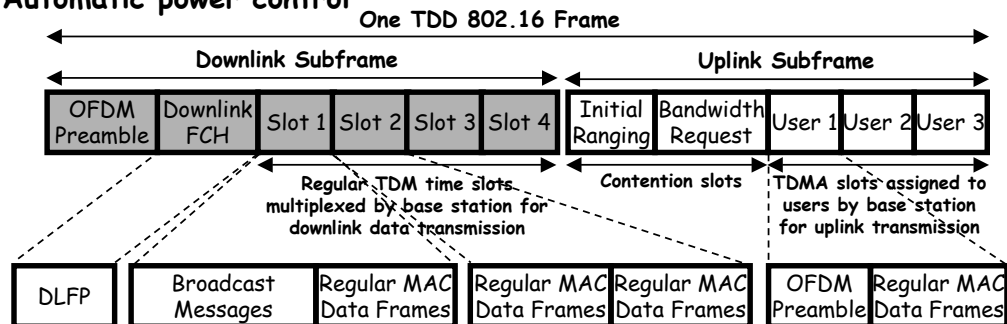 Automatic power control
One TDD 802.16 Frame
Downlink Subframe
Uplink Subframe
OFDM
Preamble
Downlink
FCH
Slot 1
Slot 2
Slot 3
Slot 4
Initial
Ranging
Bandwidth
Request
User 1
User 2
User 3
Regular TDM time slots
multiplexed by base station for
downlink data transmission
Contention slots
TDMA slots assigned to
users by base station
for uplink transmission
DLFP
Broadcast
Messages
Regular MAC
Data Frames
Regular MAC
Data Frames
Regular MAC
Data Frames
OFDM
Preamble
Regular MAC
Data Frames